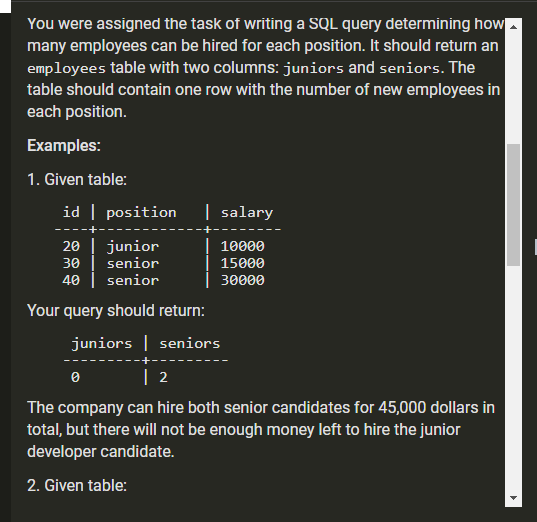 You were assigned the task of writing a SQL query determining how
many employees can be hired for each position. It should return an
employees table with two columns: juniors and seniors. The
table should contain one row with the number of new employees in
each position.
Examples:
1. Given table:
id | position | salary
----+------------+--------
20 | junior | 10000
30 | senior | 15000
40 | senior | 30000
Your query should return:
juniors | seniors
---------+---------
0 | 2
The company can hire both senior candidates for 45,000 dollars in
total, but there will not be enough money left to hire the junior
developer candidate.
2. Given table: